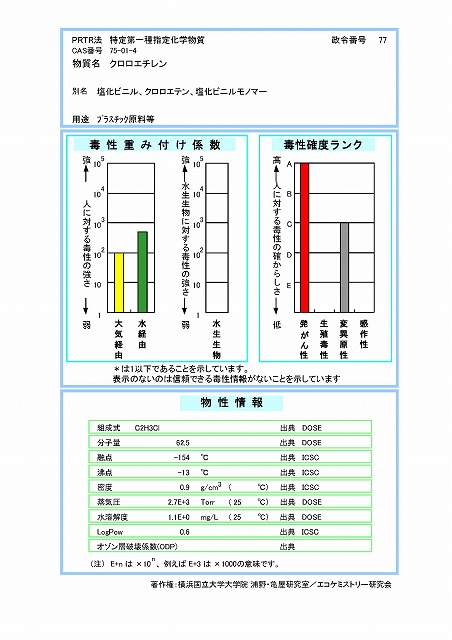 PRTR法 特定第一種指定化学物質 政令番号 77
CAS番号 75-01-4
物質名 クロロエチレン
別名 塩化ビニル、クロロエテン、塩化ビニルモノマー
用途 プラスチック原料等
毒性重み付け係数
強 人に対する毒性の強さ 弱
10^5
10^4
10^3
10^2
10
1
大気経由 水経由
強 水生生物に対する毒性の強さ 弱
10^5
10^4
10^3
10^2
10
1
水生生物
毒性確度ランク
高 人に対する毒性の確からしさ 低
A
B
C
D
E
発がん性 生殖毒性 変異原性 感作性
*は1以下であることを示しています。
表示のないのは信頼できる毒性情報がないことを示しています
物性情報
組成式 C2H3Cl 出典 DOSE
分子量 62.5 出典 DOSE
融点 -154 ℃ 出典 ICSC
沸点 -13 ℃ 出典 ICSC
密度 0.9 g/cm3 ( ℃) 出典 ICSC
蒸気圧 2.7E+3 Torr (25 ℃) 出典 DOSE
水溶解度 1.1E+0 mg/L (25 ℃) 出典 DOSE
LogPow 0.6 出典 ICSC
オゾン層破壊係数(ODP) 出典
(注) E+n は ×10^n、例えば E+3 は ×1000の意味です。
著作権:横浜国立大学大学院 浦野・亀屋研究室/エコケミストリー研究会